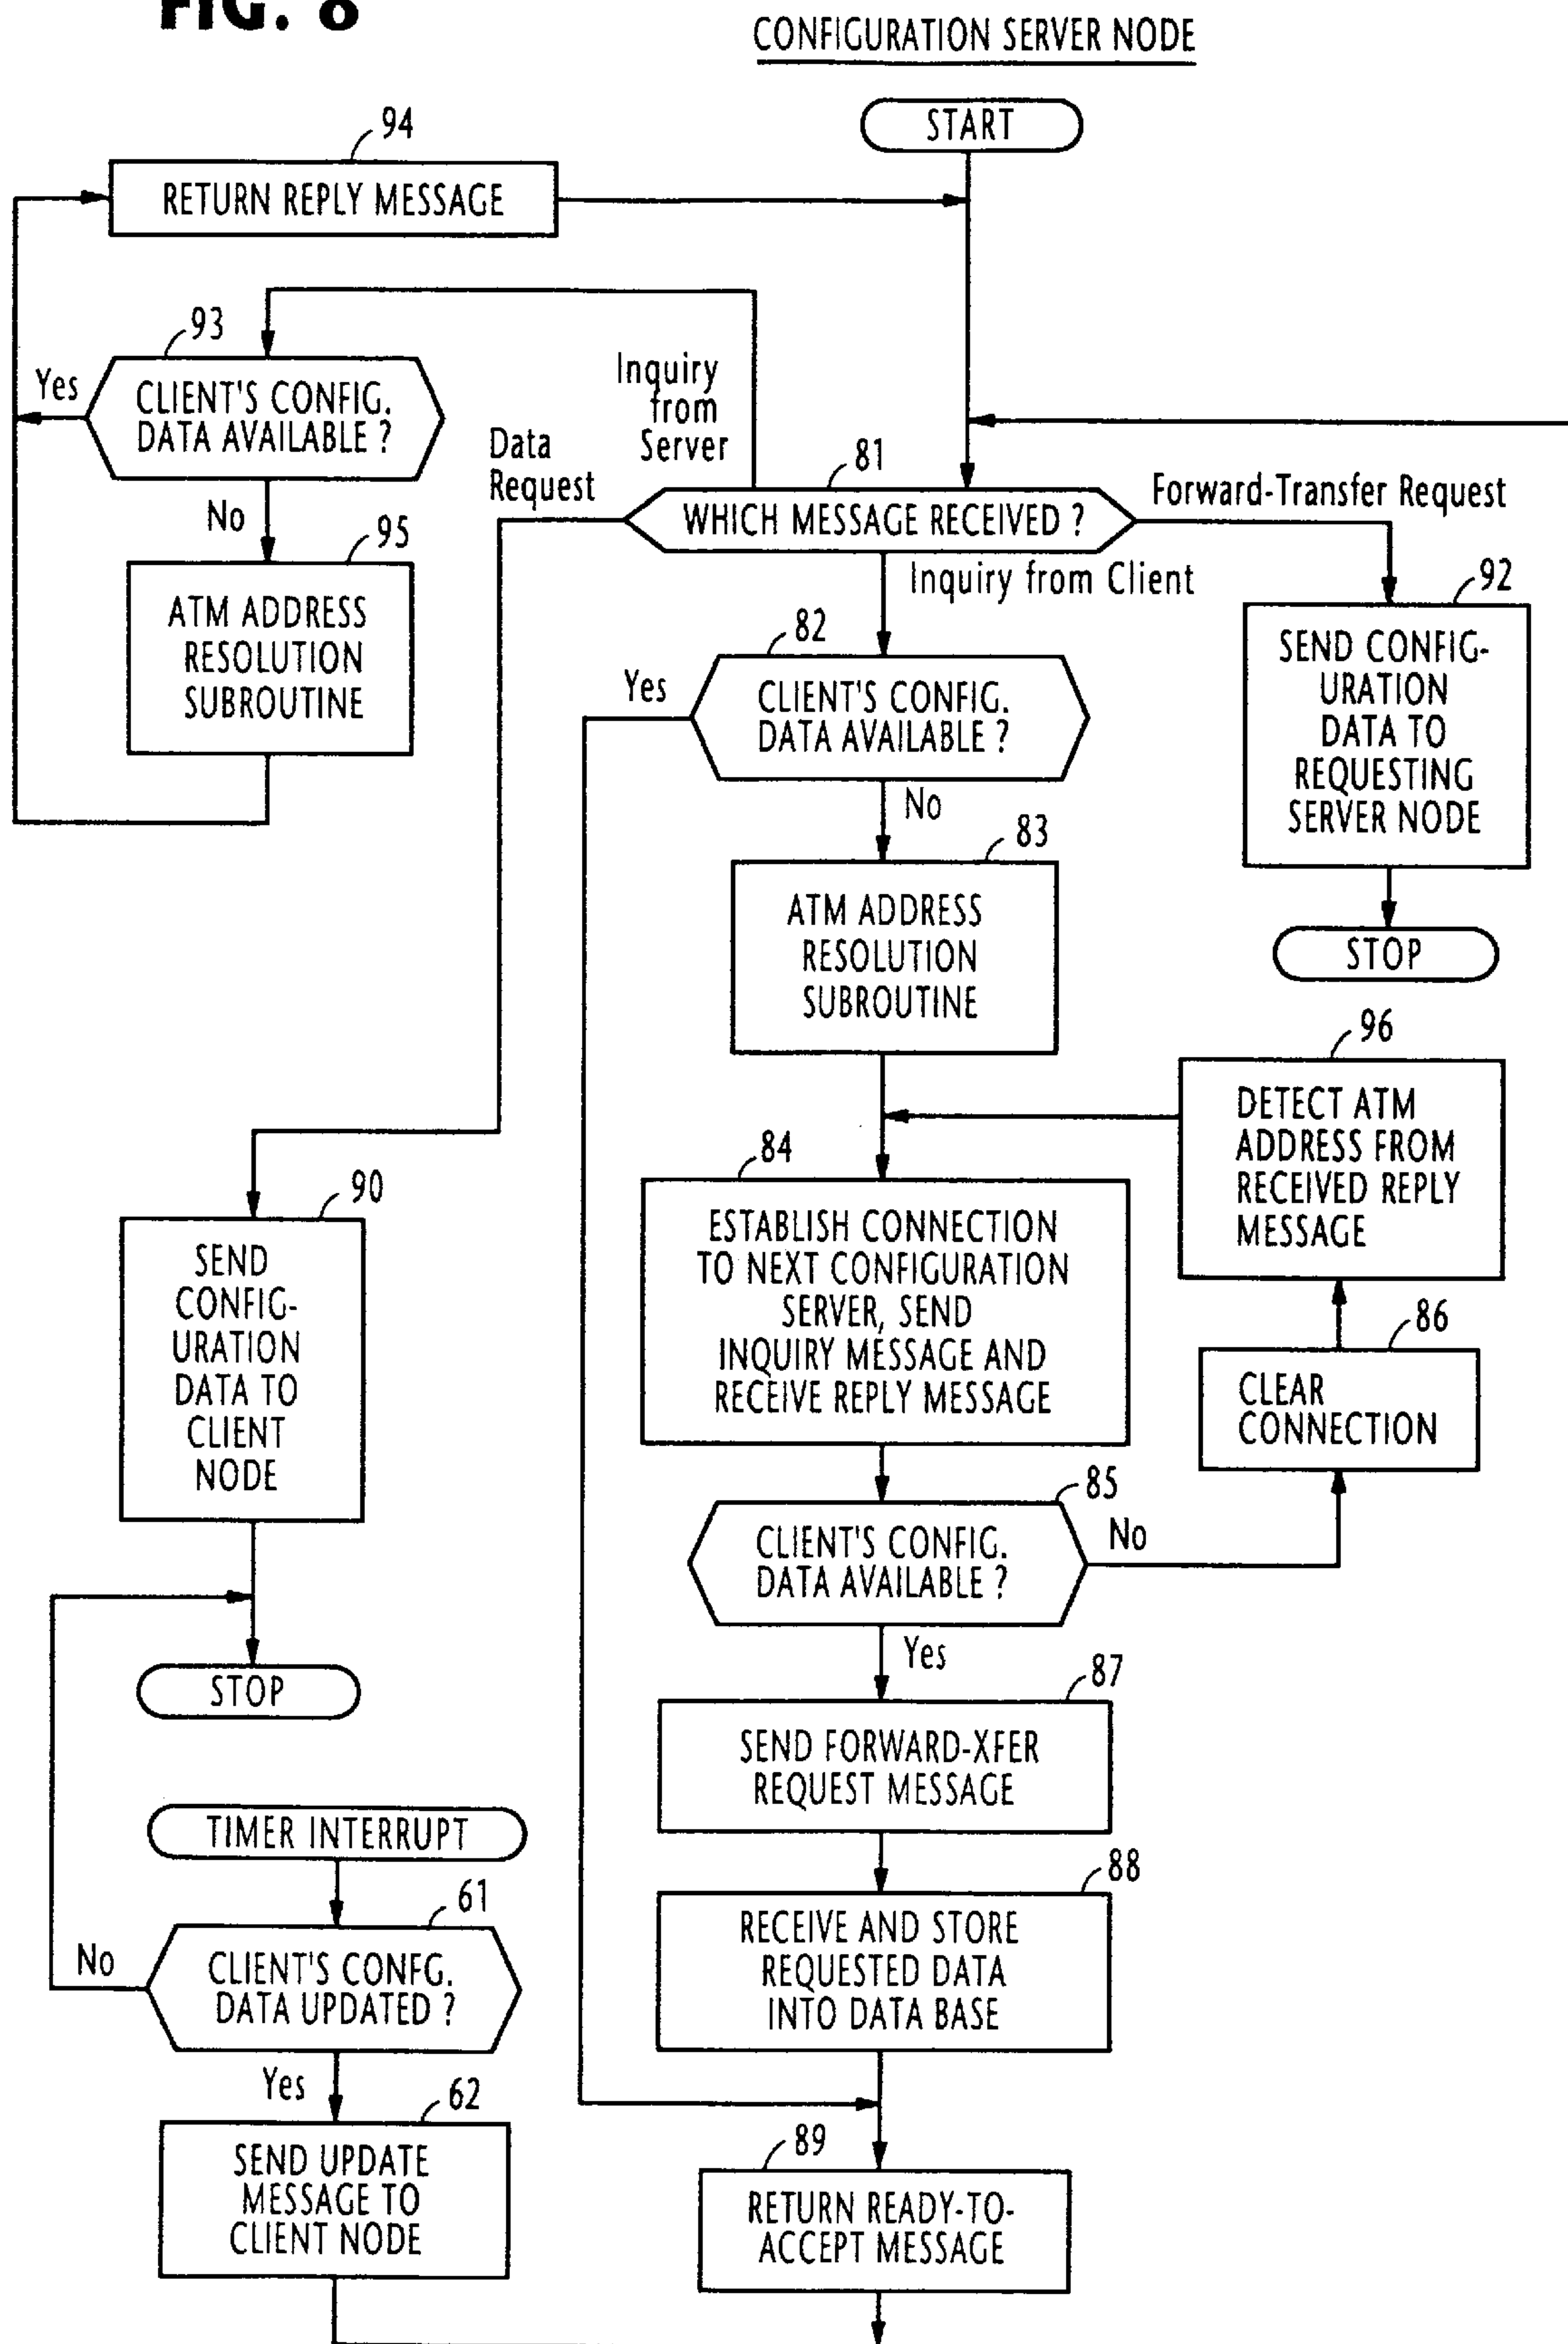 FIG. 8
CONFIGURATION SERVER NODE
START
94
RETURN REPLY MESSAGE
93
Yes
CLIENT'S CONFIG.
DATA AVAILABLE ?
No
95
ATM ADDRESS
RESOLUTION
SUBROUTINE
Inquiry
from
Server
Data
Request
81
WHICH MESSAGE RECEIVED ?
Forward-Transfer Request
Inquiry from Client
92
SEND CONFIG-
URATION
DATA TO
REQUESTING
SERVER NODE
STOP
82
Yes
CLIENT'S CONFIG.
DATA AVAILABLE ?
No
83
ATM ADDRESS
RESOLUTION
SUBROUTINE
96
DETECT ATM
ADDRESS FROM
RECEIVED REPLY
MESSAGE
84
ESTABLISH CONNECTION
TO NEXT CONFIGURATION
SERVER, SEND
INQUIRY MESSAGE AND
RECEIVE REPLY MESSAGE
86
CLEAR
CONNECTION
90
SEND
CONFIG-
URATION
DATA TO
CLIENT
NODE
STOP
85
CLIENT'S CONFIG.
DATA AVAILABLE ?
No
Yes
87
SEND FORWARD-XFER
REQUEST MESSAGE
88
RECEIVE AND STORE
REQUESTED DATA
INTO DATA BASE
TIMER INTERRUPT
61
No
CLIENT'S CONFG.
DATA UPDATED ?
Yes
62
SEND UPDATE
MESSAGE TO
CLIENT NODE
89
RETURN READY-TO-
ACCEPT MESSAGE